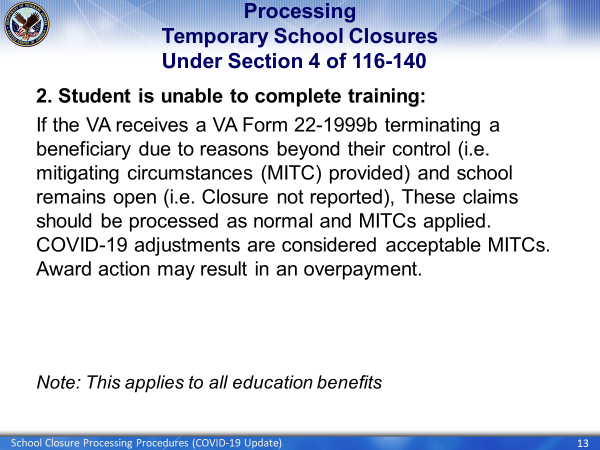 Processing
Temporary School Closures
Under Section 4 of 116-140
2. Student is unable to complete training:
If the VA receives a VA Form 22-1999b terminating a
beneficiary due to reasons beyond their control (i.e.
mitigating circumstances (MITC) provided) and school
remains open (i.e. Closure not reported), These claims
should be processed as normal and MITCs applied.
COVID-19 adjustments are considered acceptable MITCs.
Award action may result in an overpayment.
Note: This applies to all education benefits
School Closure Processing Procedures (COVID-19 Update)
13